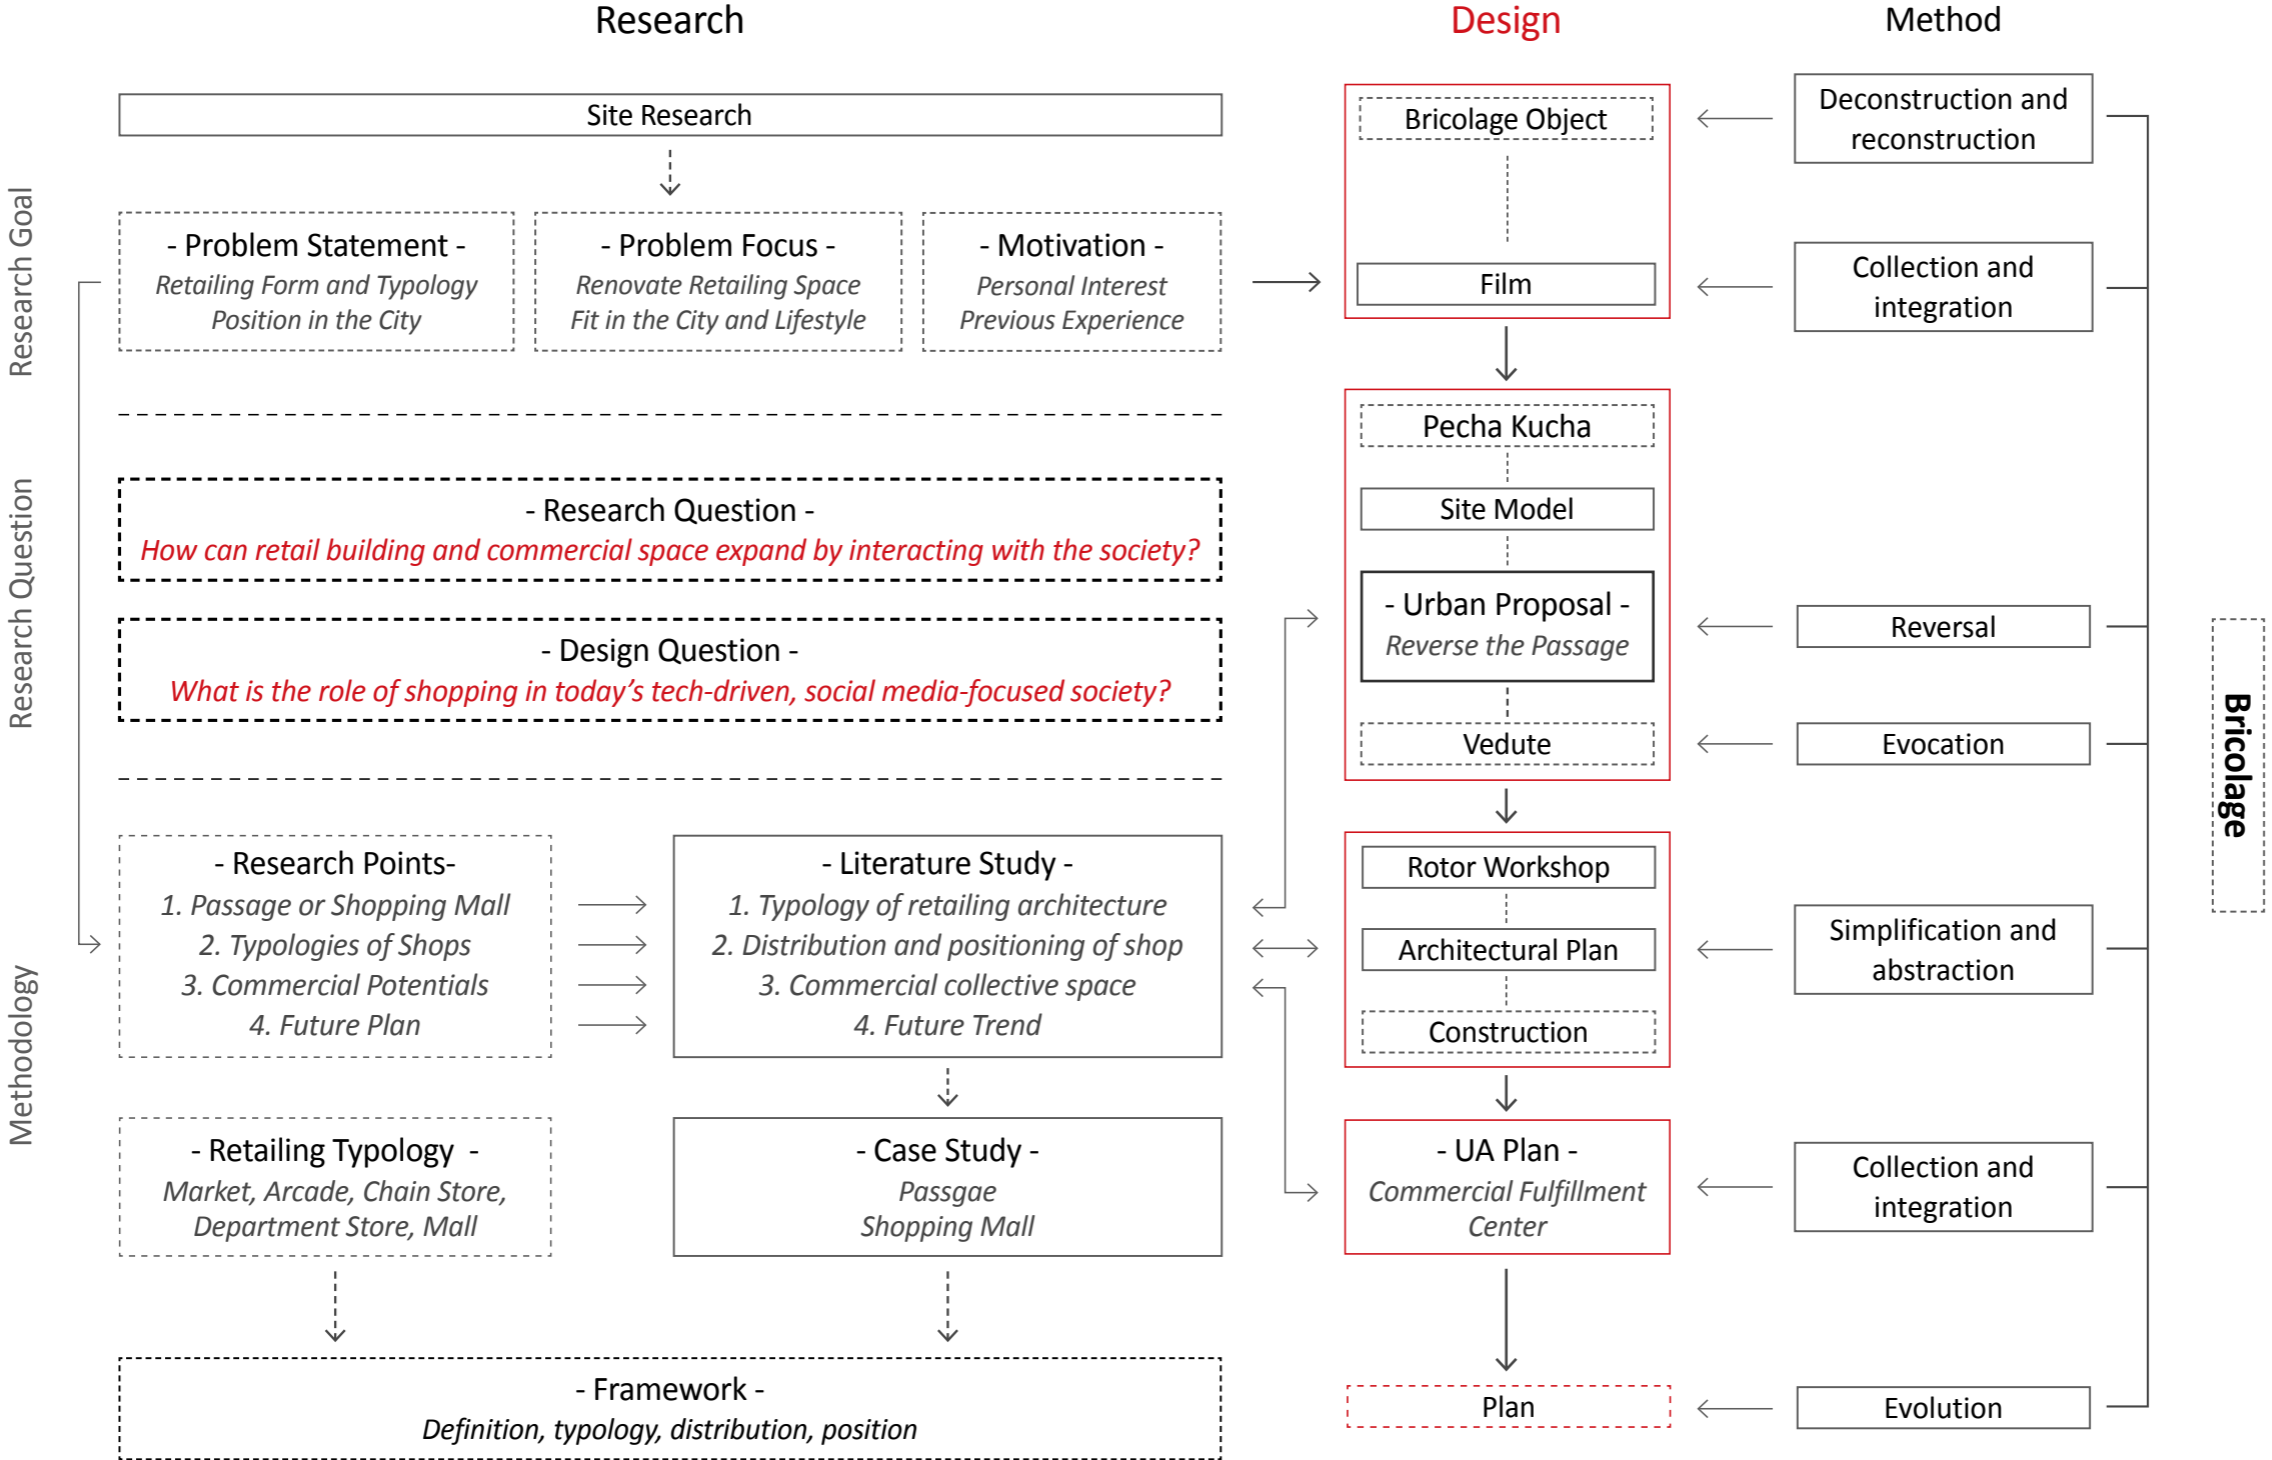 Research
Design
Method
Research Goal
Site Research
- Problem Statement -
Retailing Form and Typology
Position in the City
- Problem Focus -
Renovate Retailing Space
Fit in the City and Lifestyle
- Motivation -
Personal Interest
Previous Experience
Research Question
- Research Question -
How can retail building and commercial space expand by interacting with the society?
- Design Question -
What is the role of shopping in today's tech-driven, social media-focused society?
Methodology
- Research Points-
1. Passage or Shopping Mall
2. Typologies of Shops
3. Commercial Potentials
4. Future Plan
- Literature Study -
1. Typology of retailing architecture
2. Distribution and positioning of shop
3. Commercial collective space
4. Future Trend
- Retailing Typology -
Market, Arcade, Chain Store,
Department Store, Mall
- Case Study -
Passgae
Shopping Mall
- Framework -
Definition, typology, distribution, position
Bricolage Object
Film
Pecha Kucha
Site Model
- Urban Proposal -
Reverse the Passage
Vedute
Rotor Workshop
Architectural Plan
Construction
- UA Plan -
Commercial Fulfillment
Center
Plan
Deconstruction and
reconstruction
Collection and
integration
Reversal
Evocation
Simplification and
abstraction
Collection and
integration
Evolution
Bricolage